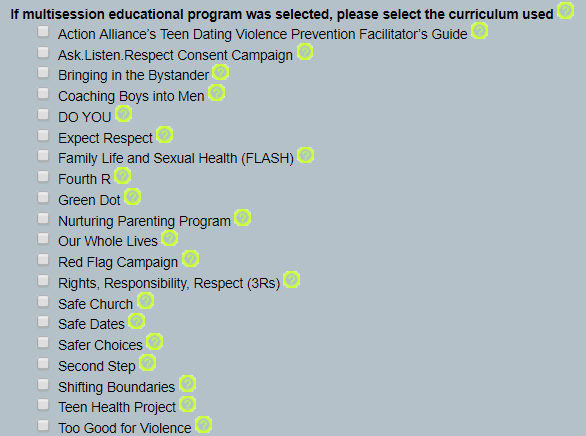 If multisession educational program was selected, please select the curriculum used
Action Alliance's Teen Dating Violence Prevention Facilitator's Guide
Ask.Listen.Respect Consent Campaign
Bringing in the Bystander
Coaching Boys into Men
DO YOU
Expect Respect
Family Life and Sexual Health (FLASH)
Fourth R
Green Dot
Nurturing Parenting Program
Our Whole Lives
Red Flag Campaign
Rights, Responsibility, Respect (3Rs)
Safe Church
Safe Dates
Safer Choices
Second Step
Shifting Boundaries
Teen Health Project
Too Good for Violence